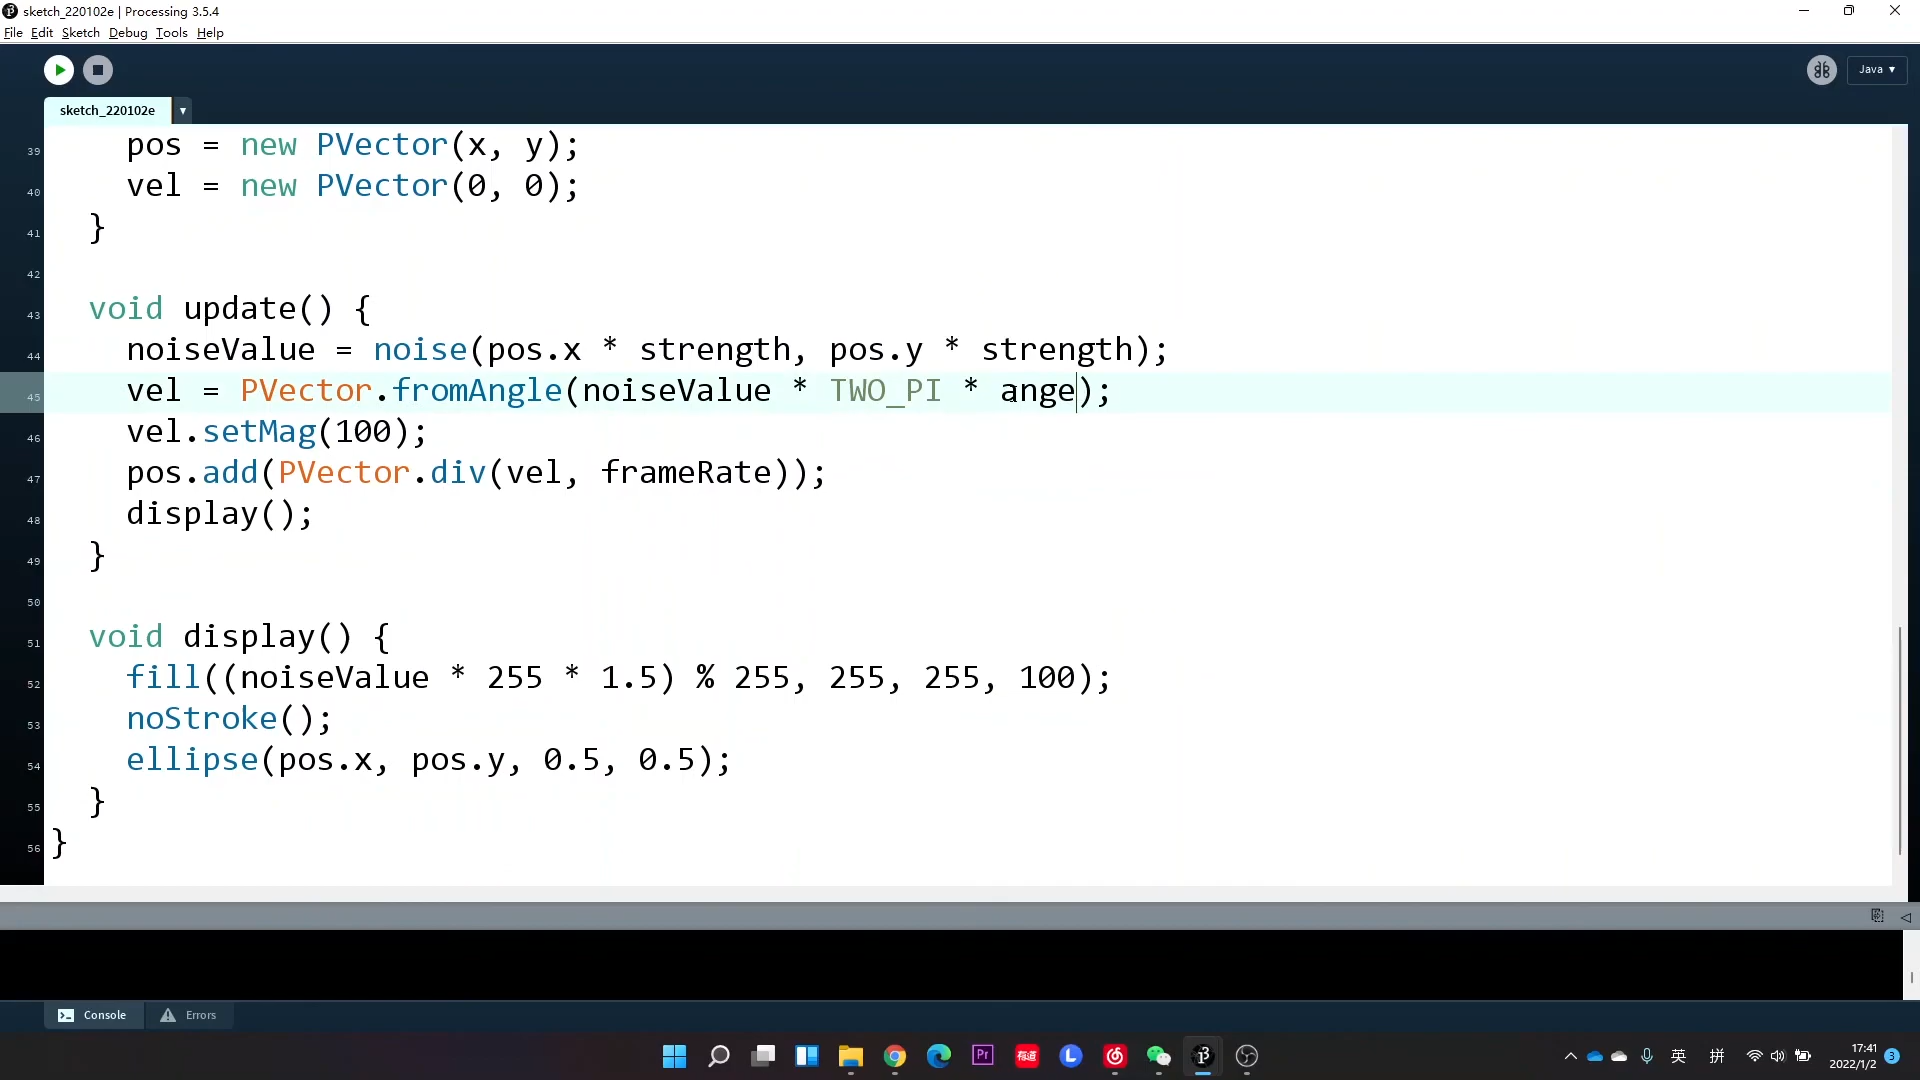 sketch_220102e | Processing 3.5.4
File Edit Sketch Debug Tools Help
Java ▾
sketch_220102e ▾
39 pos = new PVector(x, y);
40 vel = new PVector(0, 0);
41 }
42
43 void update() {
44 noiseValue = noise(pos.x * strength, pos.y * strength);
45 vel = PVector.fromAngle(noiseValue * TWO_PI * ange);
46 vel.setMag(100);
47 pos.add(PVector.div(vel, frameRate));
48 display();
49 }
50
51 void display() {
52 fill((noiseValue * 255 * 1.5) % 255, 255, 255, 100);
53 noStroke();
54 ellipse(pos.x, pos.y, 0.5, 0.5);
55 }
56 }
Console Errors
Pr 有道 L 英 拼 17:41 3
2022/1/2